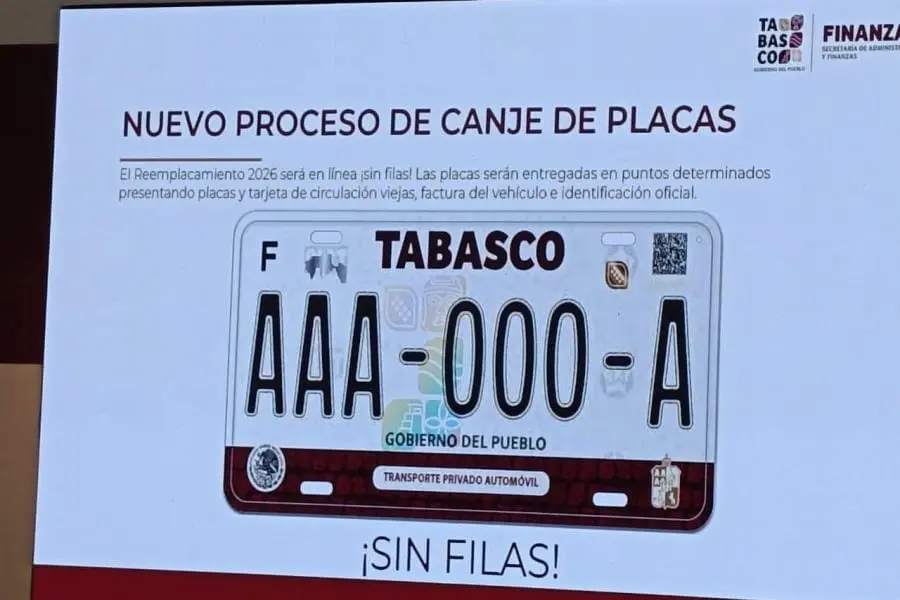 TA
BAS
CO
GOBIERNO DEL PUEBLO
FINANZA
SECRETARÍA DE ADMINIST
Y FINANZAS
NUEVO PROCESO DE CANJE DE PLACAS
El Reemplacamiento 2026 será en línea ¡sin filas! Las placas serán entregadas en puntos determinados
presentando placas y tarjeta de circulación viejas, factura del vehículo e identificación oficial.
F
TABASCO
AAA-000-A
GOBIERNO DEL PUEBLO
TRANSPORTE PRIVADO AUTOMÓVIL
¡SIN FILAS!